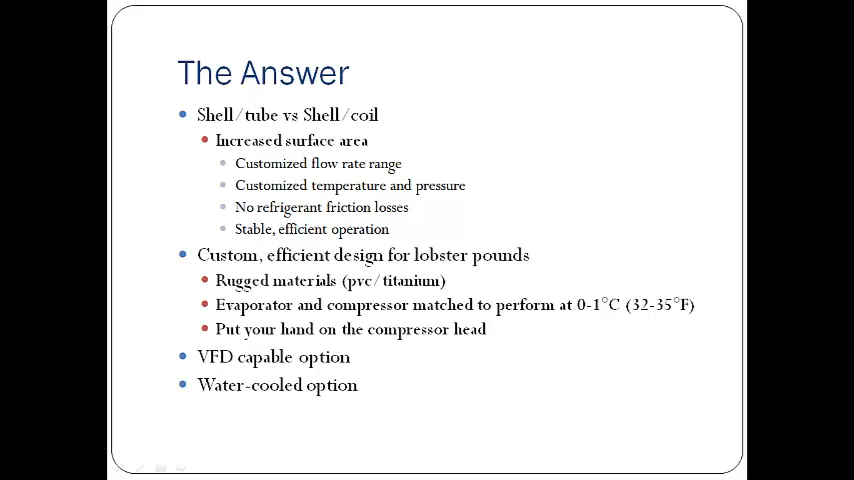 The Answer
Shell/tube vs Shell/coil
Increased surface area
Customized flow rate range
Customized temperature and pressure
No refrigerant friction losses
Stable, efficient operation
Custom, efficient design for lobster pounds
Rugged materials (pvc/titanium)
Evaporator and compressor matched to perform at 0-1°C (32-35°F)
Put your hand on the compressor head
VFD capable option
Water-cooled option